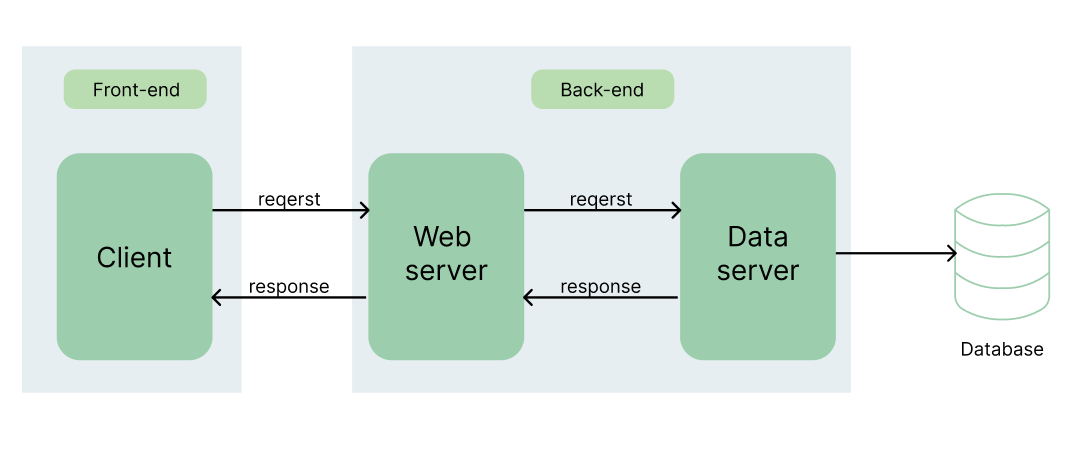 Front-end
Back-end
reqerst
reqerst
Client
Web
server
Data
server
response
response
Database